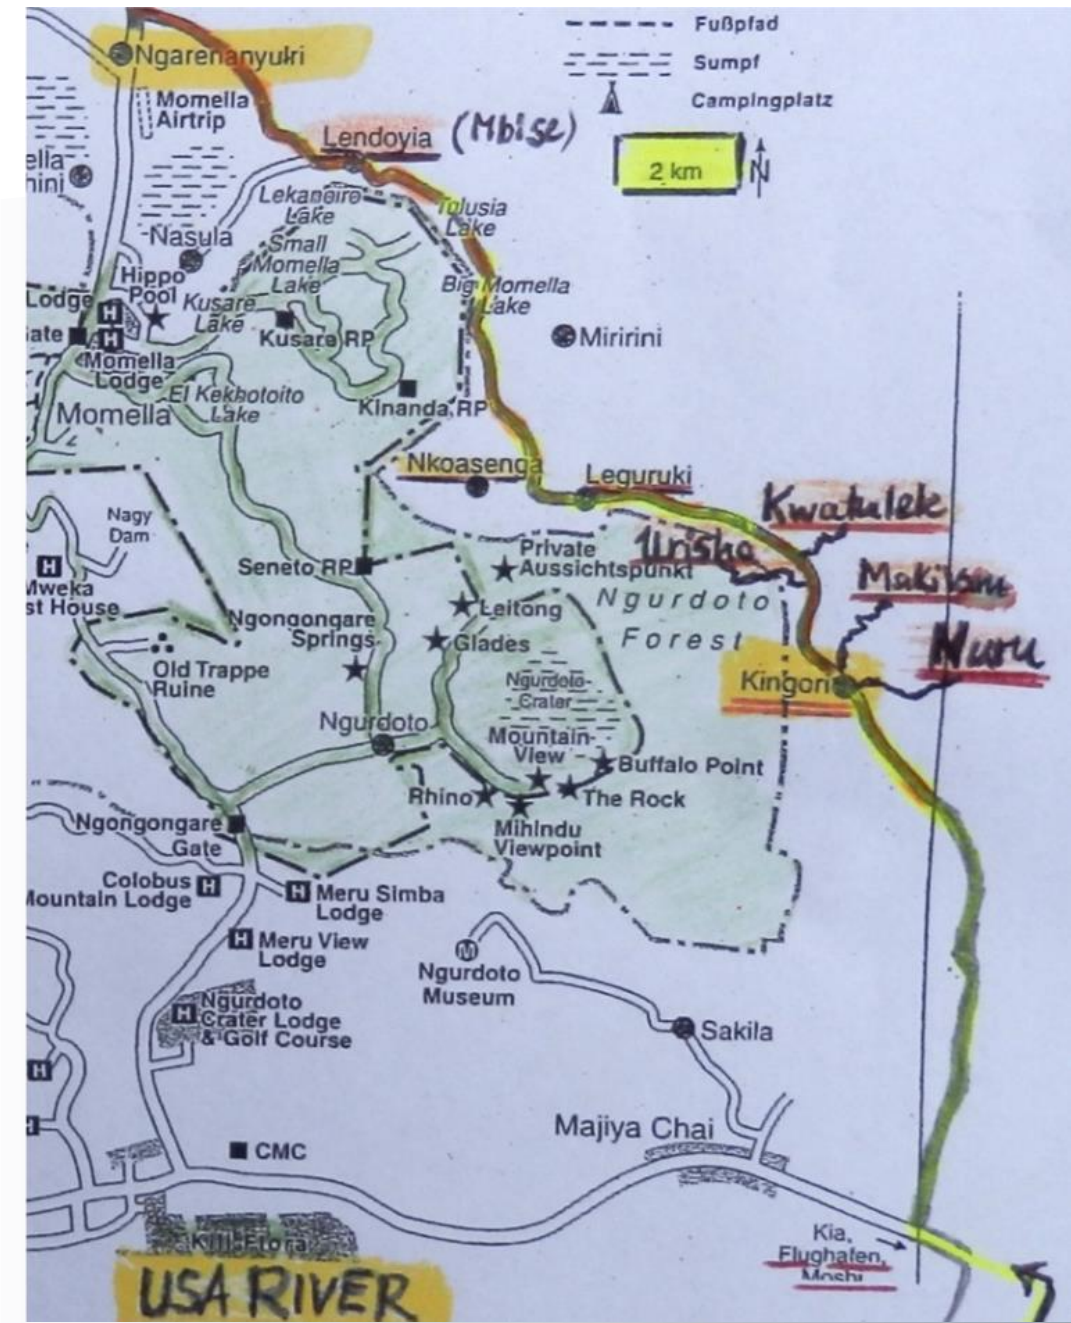 Fußpfad
Sumpf
Campingplatz
2 km
N
Ngarenanyuki
Momella
Airtrip
Lendoyia
(Mbise)
ella
hini
Lekandiro
Lake
Tulusia
Lake
Nasula
Small
Momella
Lake
Hippo
Pool
Kusare
Lake
Big Momella
Lake
Lodge
H
Gate
H
Kusare RP
Miririni
Momella
Lodge
El Kekhotoito
Lake
Kinanda RP
Momella
Nkoasenga
Leguruki
Kwakulek
Nagy
Dam
Urisho
Private
Aussichtspunkt
H
Mweka
st House
Seneto RP
Leitong
Ngurdoto
Forest
Ngongongare
Springs
Glades
Nuru
Old Trappe
Ruine
Ngurdoto-
Crater
Kingori
Ngurdoto
Mountain-
View
Buffalo Point
Rhino
The Rock
Mihindu
Viewpoint
Ngongongare
Gate
Colobus
Mountain Lodge
H
H
Meru Simba
Lodge
H
Meru View
Lodge
M
Ngurdoto
Museum
H
Ngurdoto
Crater Lodge
& Golf Course
Sakila
H
H
Majiya Chai
CMC
Kili Flora
Kia,
Flughafen,
Moshi
USA RIVER